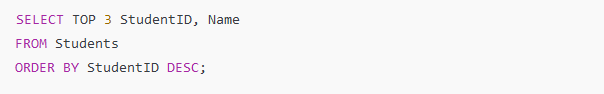 SELECT TOP 3 StudentID, Name
FROM Students
ORDER BY StudentID DESC;